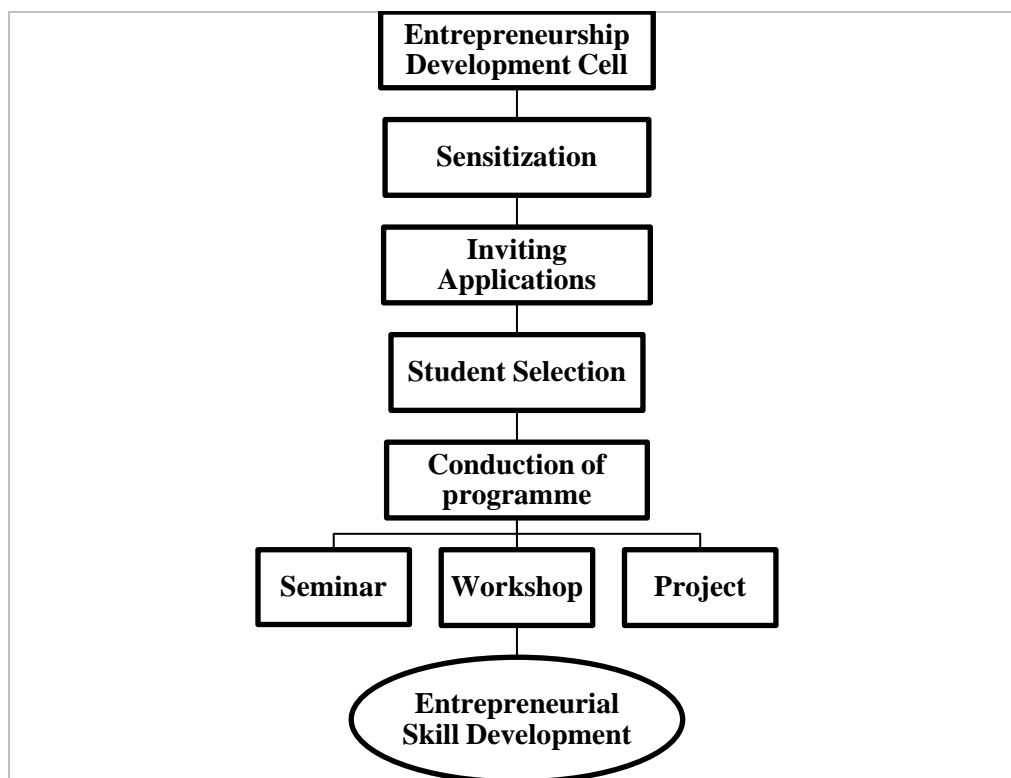 Entrepreneurship
Development Cell
Sensitization
Inviting
Applications
Student Selection
Conduction of
programme
Seminar
Workshop
Project
Entrepreneurial
Skill Development